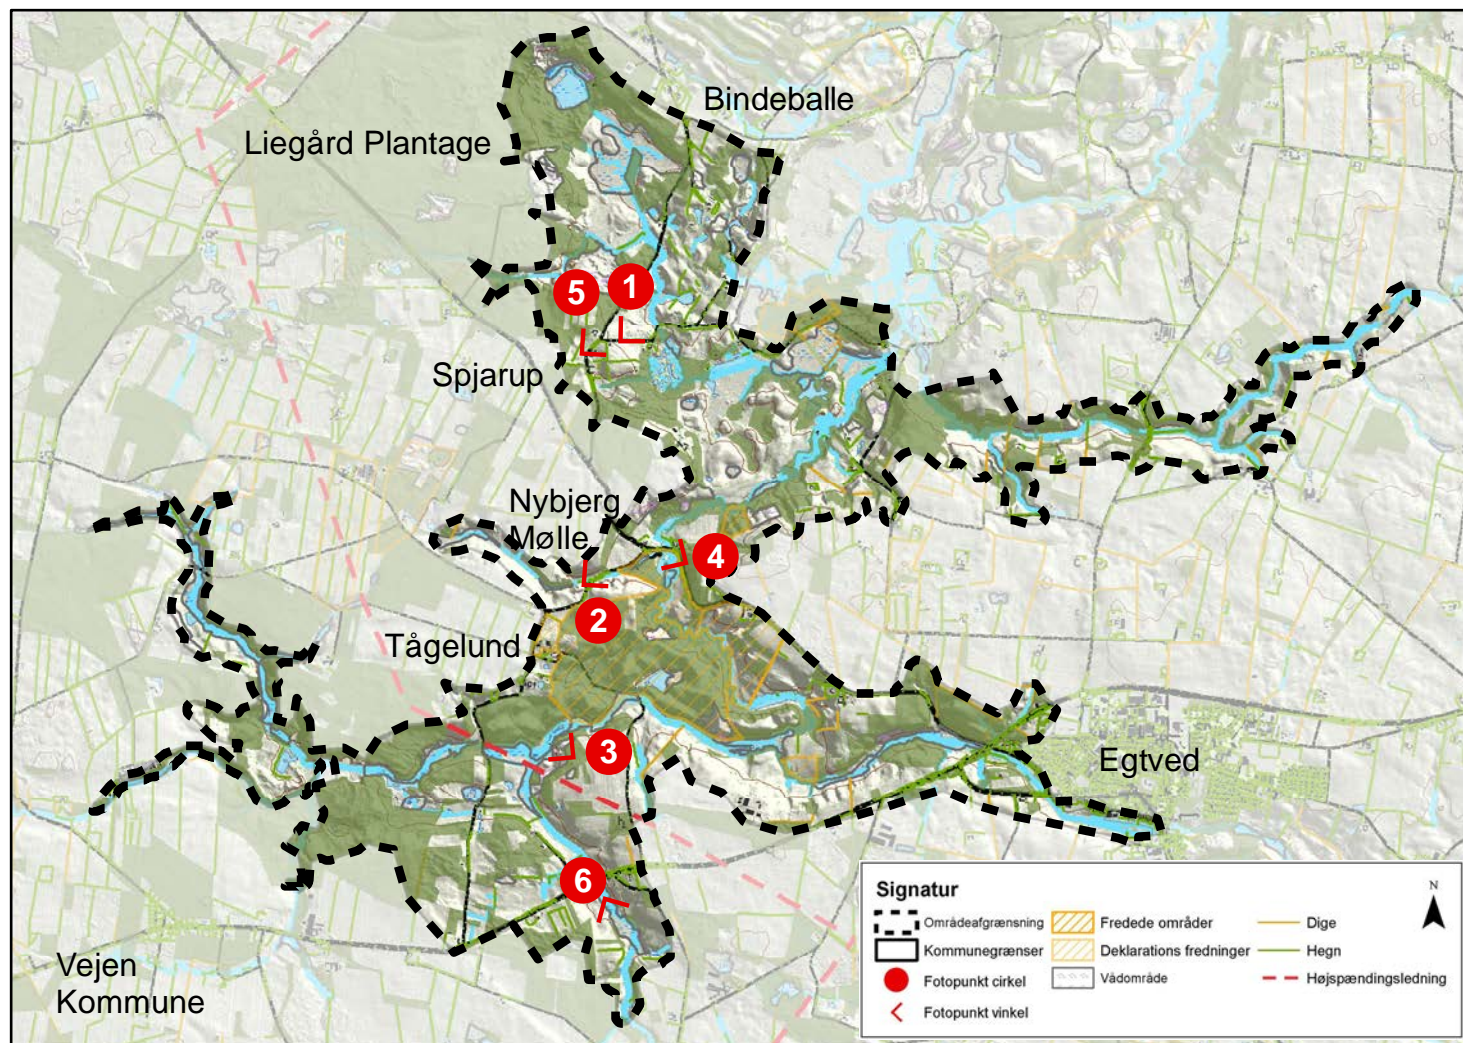 Bindeballe
Liegård Plantage
5
1
Spjarup
Nybjerg
Mølle
4
2
Tågelund
3
Egtved
6
Vejen
Kommune
Signatur
N
Områdeafgrænsning
Fredede områder
Dige
Kommunegrænser
Deklarations fredninger
Hegn
Fotopunkt cirkel
Vådområde
Højspændingsledning
Fotopunkt vinkel